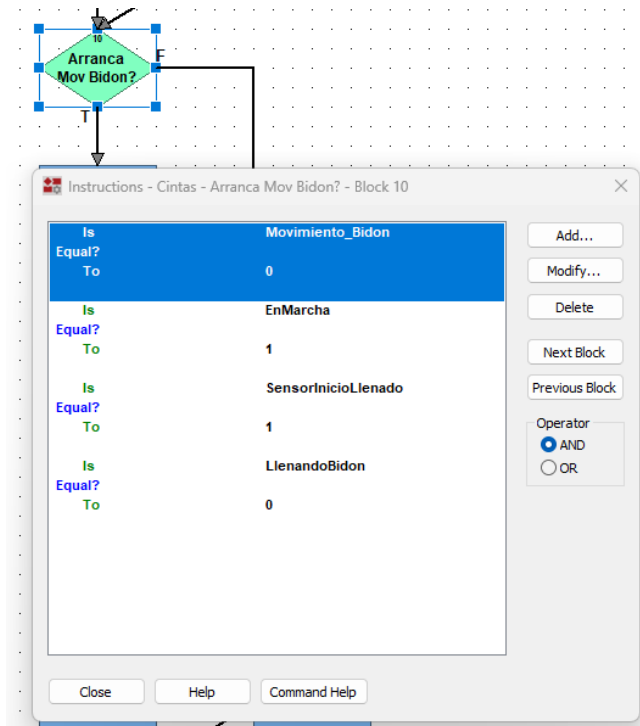 10
Arranca
Mov Bidon?
F
T
Instructions - Cintas - Arranca Mov Bidon? - Block 10
Is Movimiento_Bidon
Equal?
To 0
Is EnMarcha
Equal?
To 1
Is SensorInicioLlenado
Equal?
To 1
Is LlenandoBidon
Equal?
To 0
Add...
Modify...
Delete
Next Block
Previous Block
Operator
AND
OR
Close
Help
Command Help